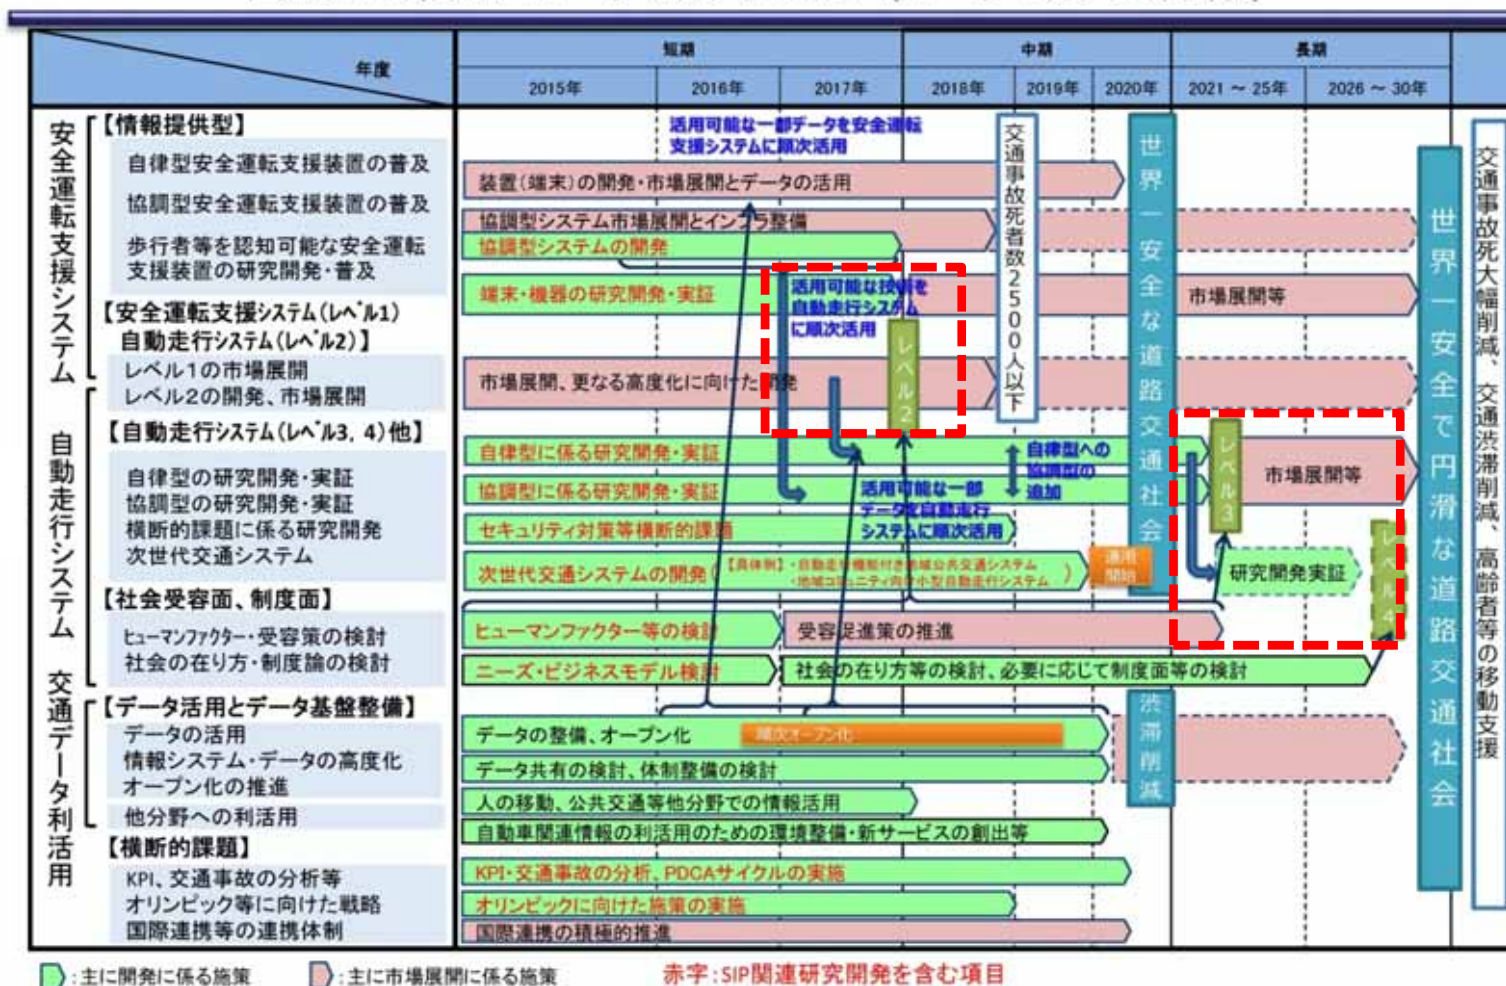 年度
短期
中期
長期
2015年
2016年
2017年
2018年
2019年
2020年
2021 ～ 25年
2026 ～ 30年
安全運転支援システム
自動走行システム
交通データ利活用
【情報提供型】
自律型安全運転支援装置の普及
協調型安全運転支援装置の普及
歩行者等を認知可能な安全運転
支援装置の研究開発・普及
【安全運転支援システム(レベル1)
自動走行システム(レベル2)】
レベル1の市場展開
レベル2の開発、市場展開
【自動走行システム(レベル3, 4)他】
自律型の研究開発・実証
協調型の研究開発・実証
横断的課題に係る研究開発
次世代交通システム
【社会受容面、制度面】
ヒューマンファクター・受容策の検討
社会の在り方・制度論の検討
【データ活用とデータ基盤整備】
データの活用
情報システム・データの高度化
オープン化の推進
他分野への利活用
【横断的課題】
KPI、交通事故の分析等
オリンピック等に向けた戦略
国際連携等の連携体制
活用可能な一部データを安全運転
支援システムに順次活用
装置(端末)の開発・市場展開とデータの活用
協調型システム市場展開とインフラ整備
協調型システムの開発
端末・機器の研究開発・実証
活用可能な技術を
自動走行システム
に順次活用
市場展開等
市場展開、更なる高度化に向けた開発
レベル2
自律型に係る研究開発・実証
協調型に係る研究開発・実証
自律型への
協調型の
追加
活用可能な一部
データを自動走行
システムに順次活用
セキュリティ対策等横断的課題
次世代交通システムの開発(【具体例】・自動走行機能付き地域公共交通システム
・地域コミュニティ向け小型自動走行システム)
運用
開始
レベル3
市場展開等
研究開発実証
レベル4
ヒューマンファクター等の検討
受容促進策の推進
ニーズ・ビジネスモデル検討
社会の在り方等の検討、必要に応じて制度面等の検討
データの整備、オープン化
順次オープン化
データ共有の検討、体制整備の検討
人の移動、公共交通等他分野での情報活用
自動車関連情報の利活用のための環境整備・新サービスの創出等
KPI・交通事故の分析、PDCAサイクルの実施
オリンピックに向けた施策の実施
国際連携の積極的推進
交通事故死者数2500人以下
世界一安全な道路交通社会
渋滞削減
世界一安全で円滑な道路交通社会
交通事故死大幅削減、交通渋滞削減、高齢者等の移動支援
:主に開発に係る施策
:主に市場展開に係る施策
赤字:SIP関連研究開発を含む項目